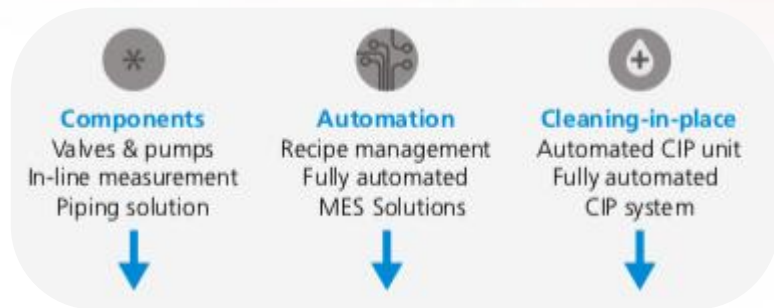 Components
Valves & pumps
In-line measurement
Piping solution
Automation
Recipe management
Fully automated
MES Solutions
Cleaning-in-place
Automated CIP unit
Fully automated
CIP system